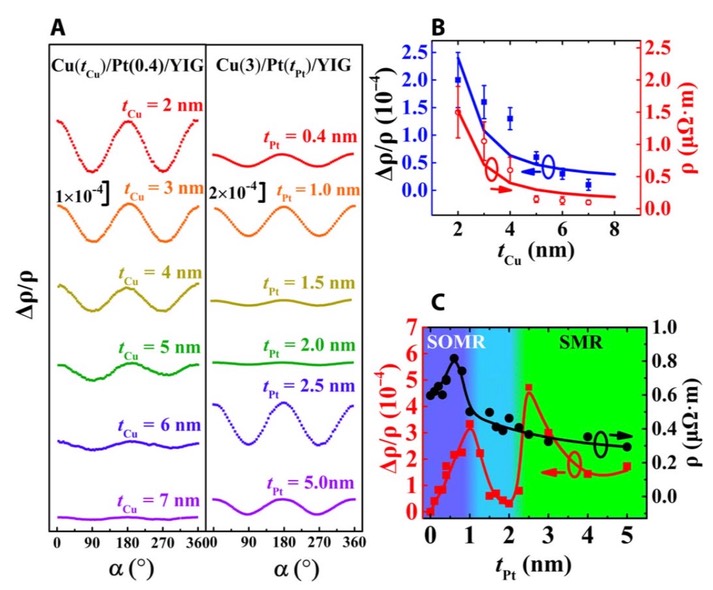 A
Cu(tCu)/Pt(0.4)/YIG
Cu(3)/Pt(tPt)/YIG
tCu = 2 nm
tPt = 0.4 nm
1×10⁻⁴
tCu = 3 nm
2×10⁻⁴
tPt = 1.0 nm
tCu = 4 nm
tPt = 1.5 nm
tCu = 5 nm
tPt = 2.0 nm
tCu = 6 nm
tPt = 2.5 nm
tCu = 7 nm
tPt = 5.0nm
Δρ/ρ
0 90 180 270 360
0 90 180 270 360
α (°)
α (°)
B
2.5
2.0
1.5
1.0
0.5
0.0
Δρ/ρ (10⁻⁴)
2.5
2.0
1.5
1.0
0.5
0.0
ρ (μΩ·m)
2 4 6 8
tCu (nm)
C
SOMR
SMR
7
6
5
4
3
2
1
0
Δρ/ρ (10⁻⁴)
1.0
0.8
0.6
0.4
0.2
0.0
ρ (μΩ·m)
0 1 2 3 4 5
tPt (nm)